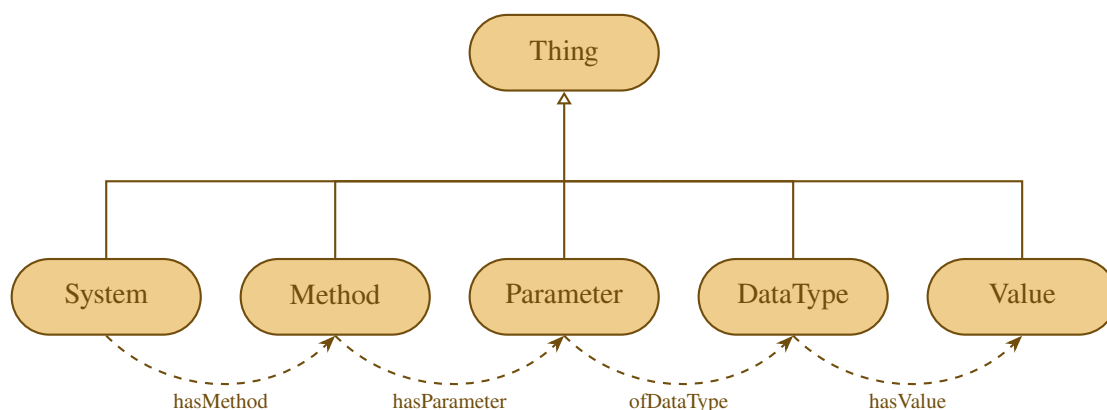 Thing
System
Method
Parameter
DataType
Value
hasMethod
hasParameter
ofDataType
hasValue